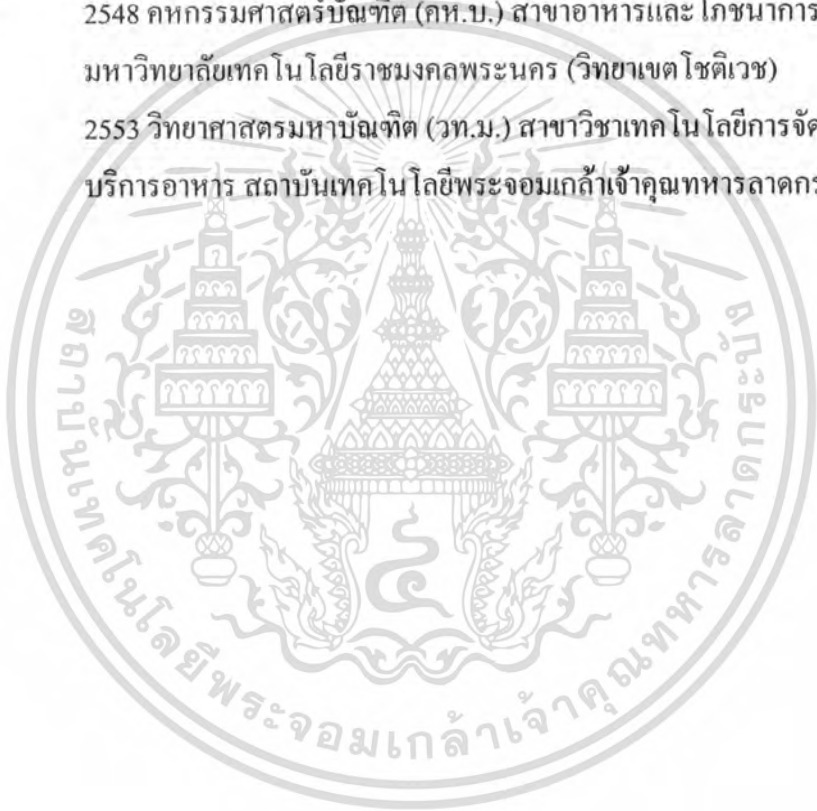 2548 คหกรรมศาสตร์บัณฑิต (คห.บ.) สาขาอาหารและโภชนาการ
มหาวิทยาลัยเทคโนโลยีราชมงคลพระนคร (วิทยาเขตโชติเวช)
2553 วิทยาศาสตรมหาบัณฑิต (วท.ม.) สาขาวิชาเทคโนโลยีการจัด
บริการอาหาร สถาบันเทคโนโลยีพระจอมเกล้าเจ้าคุณทหารลาดกร
สถาบันเทคโนโลยีพระจอมเกล้าเจ้าคุณทหารลาดกระบัง